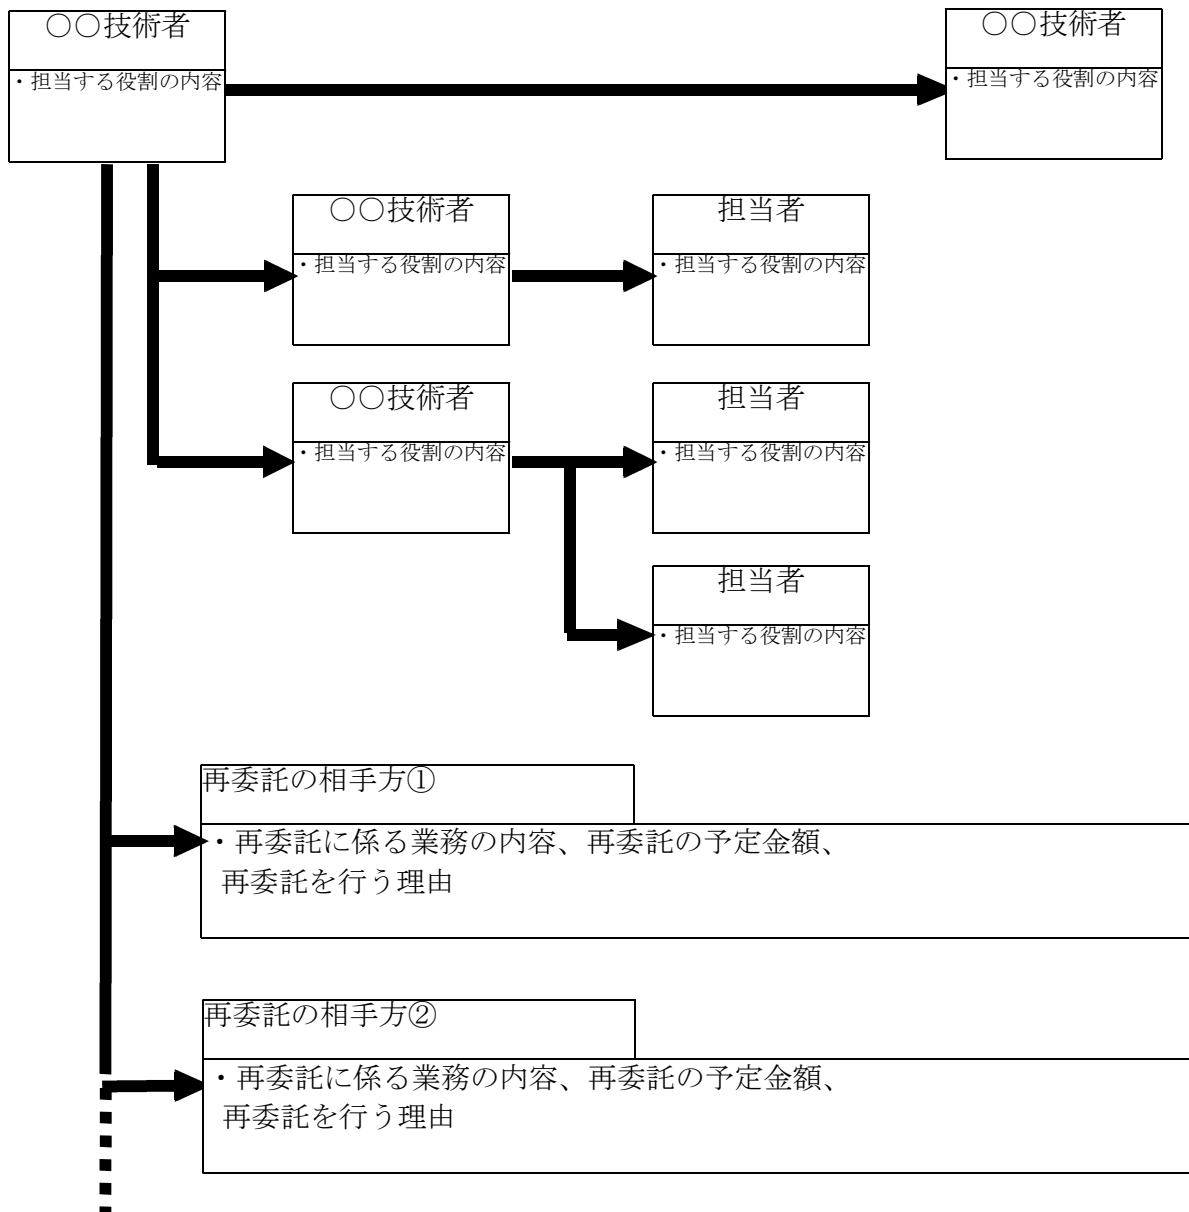 ○○技術者
・担当する役割の内容
○○技術者
・担当する役割の内容
○○技術者
・担当する役割の内容
担当者
・担当する役割の内容
○○技術者
・担当する役割の内容
担当者
・担当する役割の内容
担当者
・担当する役割の内容
再委託の相手方①
・再委託に係る業務の内容、再委託の予定金額、
再委託を行う理由
再委託の相手方②
・再委託に係る業務の内容、再委託の予定金額、
再委託を行う理由